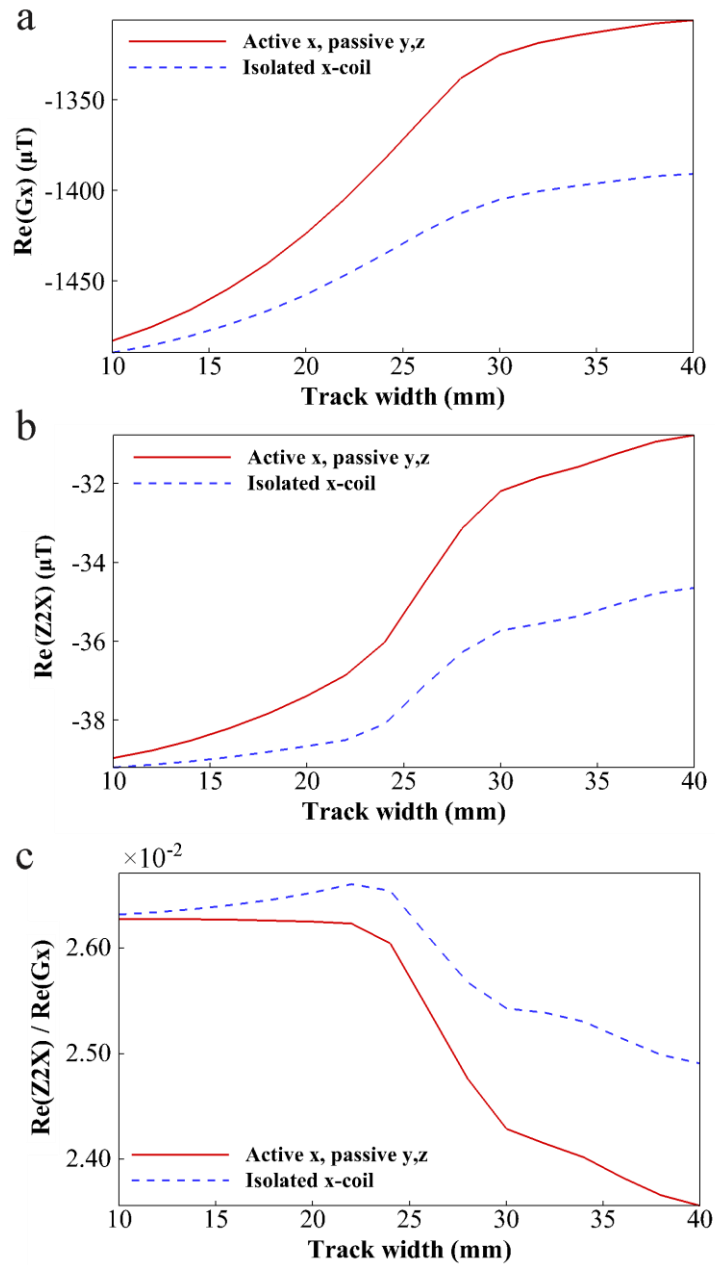 a
Active x, passive y,z
Isolated x-coil
Re(Gx) (μT)
-1350
-1400
-1450
10 15 20 25 30 35 40
Track width (mm)
b
Active x, passive y,z
Isolated x-coil
Re(Z2X) (μT)
-32
-34
-36
-38
10 15 20 25 30 35 40
Track width (mm)
c
×10⁻²
Re(Z2X) / Re(Gx)
2.60
2.50
2.40
Active x, passive y,z
Isolated x-coil
10 15 20 25 30 35 40
Track width (mm)